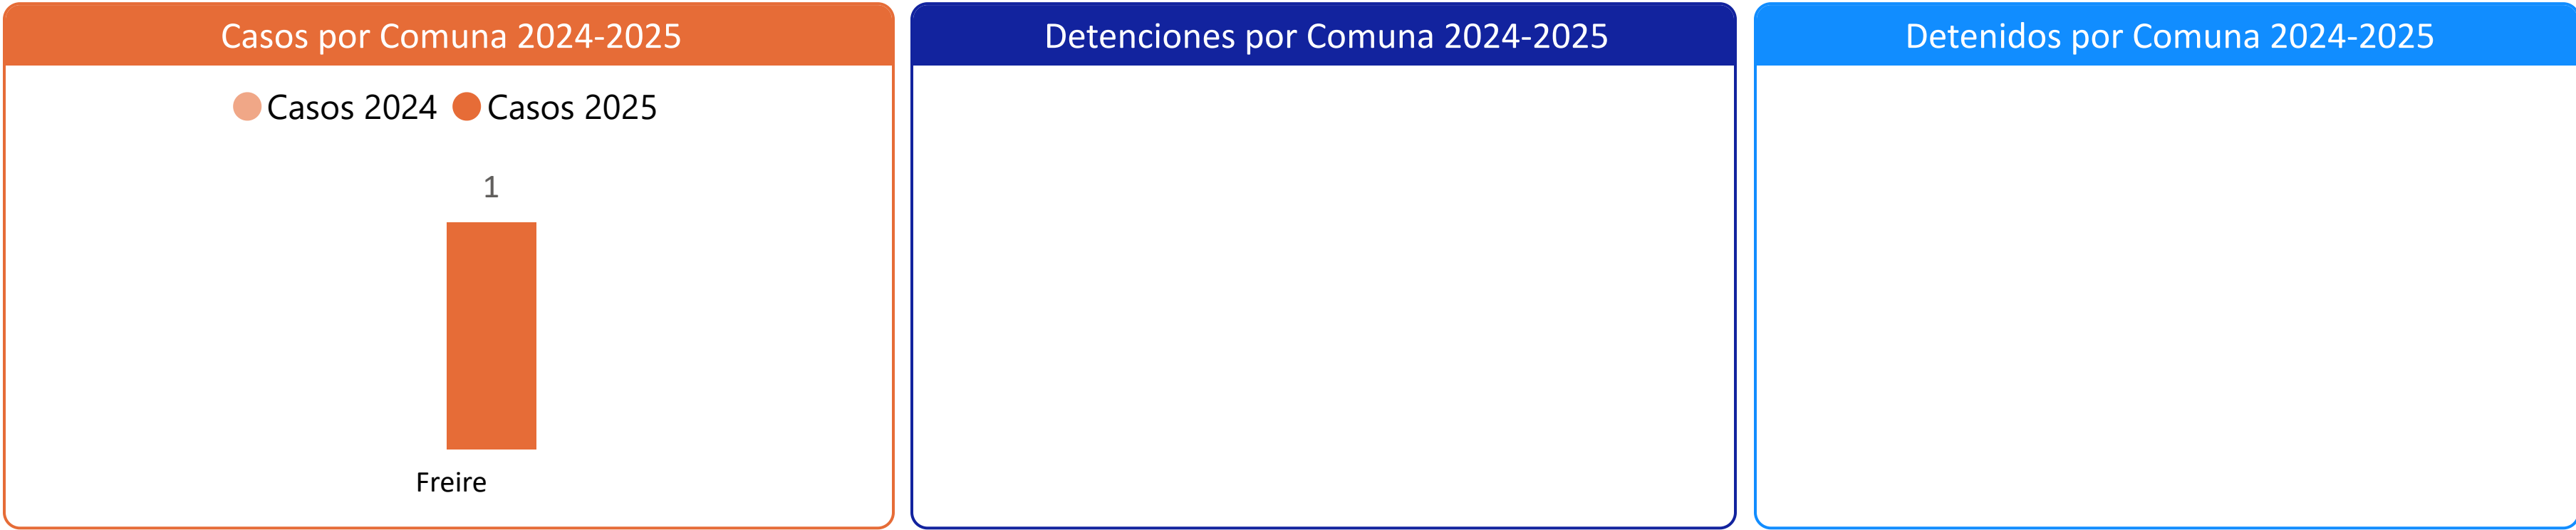 Casos por Comuna 2024-2025
Casos 2024 Casos 2025
1
Freire
Detenciones por Comuna 2024-2025
Detenidos por Comuna 2024-2025